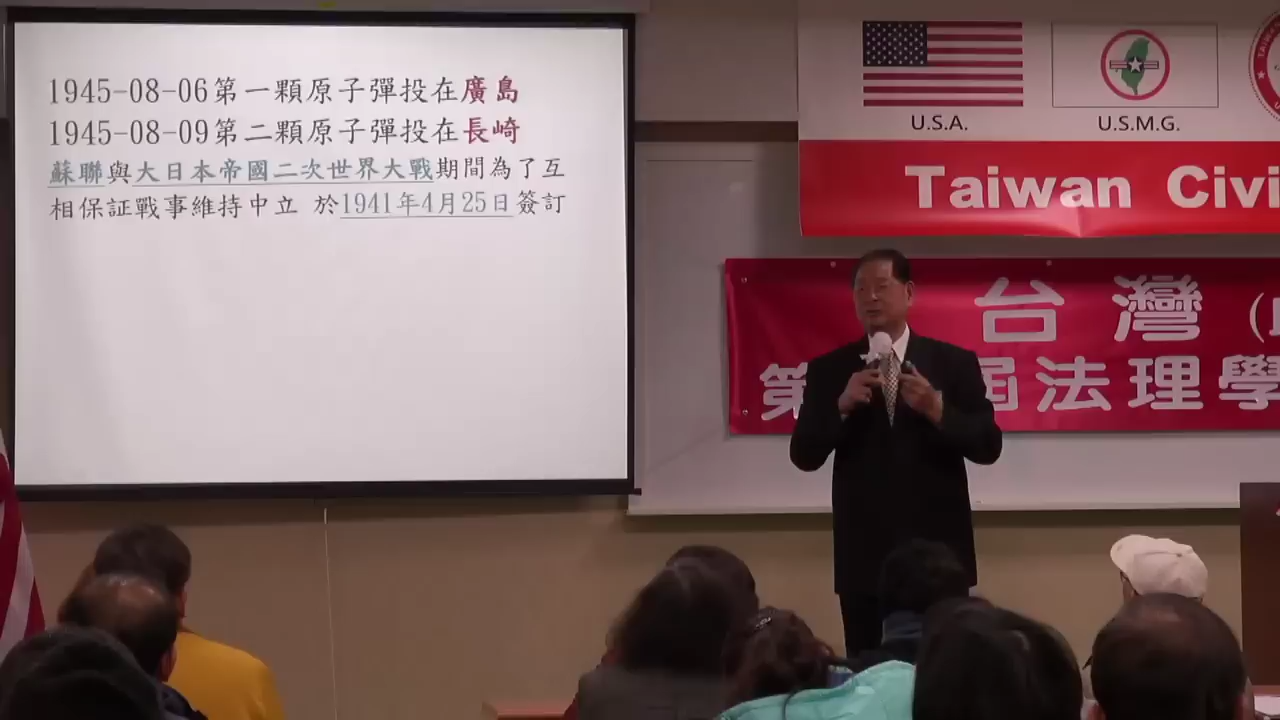 1945-08-06第一顆原子彈投在廣島
1945-08-09第二顆原子彈投在長崎
蘇聯與大日本帝國二次世界大戰期間為了互
相保証戰事維持中立 於1941年4月25日簽訂
U.S.A.
U.S.M.G.
Taiwan Civi
台灣(
第 屆法理學